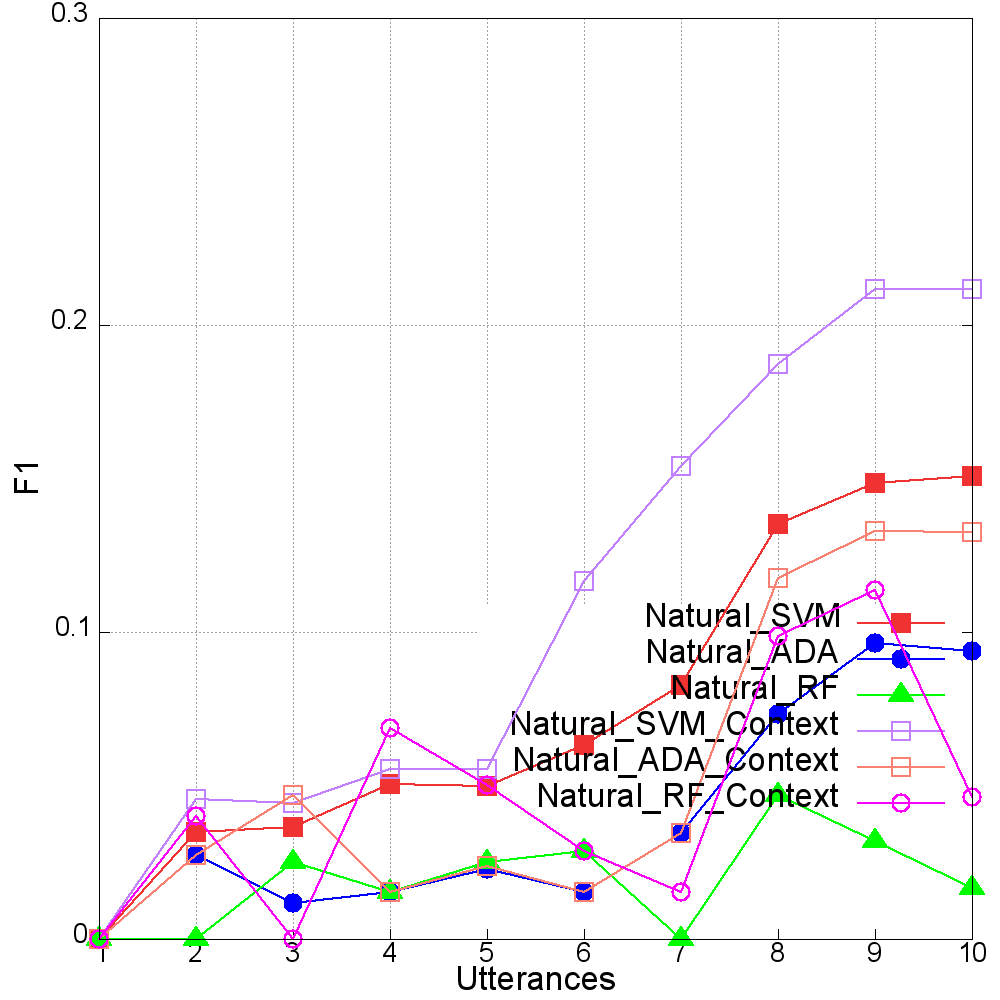 0.3
0.2
0.1
0
F1
Natural_SVM
Natural_ADA
Natural_RF
Natural_SVM_Context
Natural_ADA_Context
Natural_RF_Context
1 2 3 4 5 6 7 8 9 10
Utterances